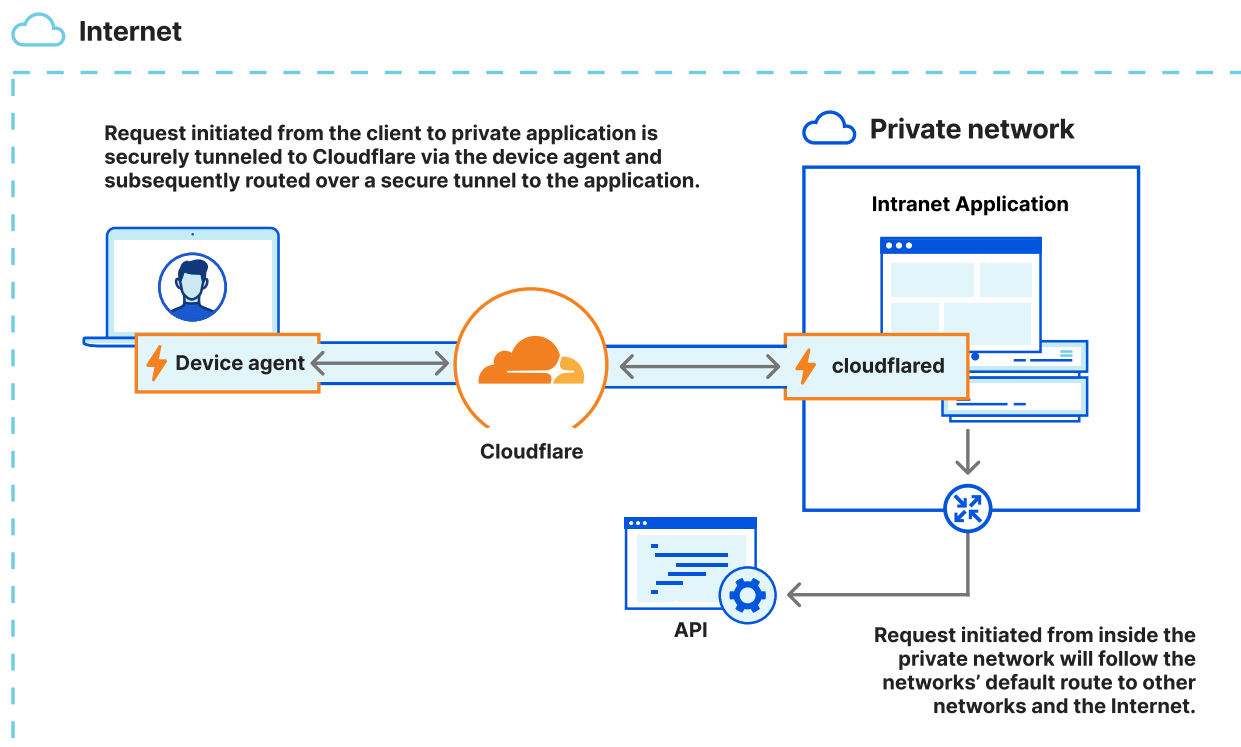 Internet
Request initiated from the client to private application is
securely tunneled to Cloudflare via the device agent and
subsequently routed over a secure tunnel to the application.
Private network
Intranet Application
Device agent
cloudflared
Cloudflare
API
Request initiated from inside the
private network will follow the
networks’ default route to other
networks and the Internet.